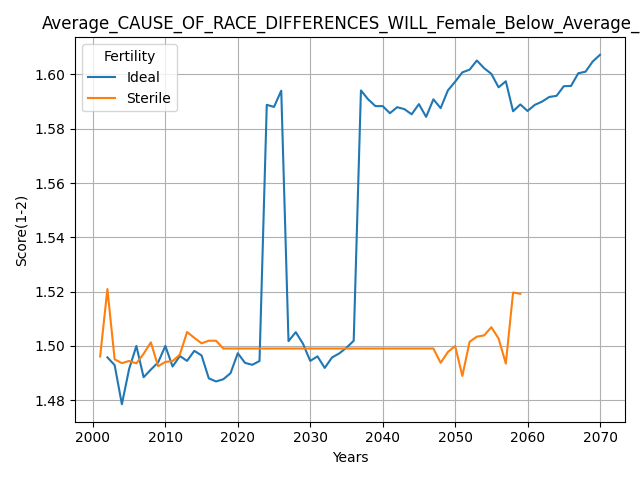 Average_CAUSE_OF_RACE_DIFFERENCES_WILL_Female_Below_Average_
Fertility
Ideal
Sterile
Score(1-2)
1.60
1.58
1.56
1.54
1.52
1.50
1.48
2000 2010 2020 2030 2040 2050 2060 2070
Years